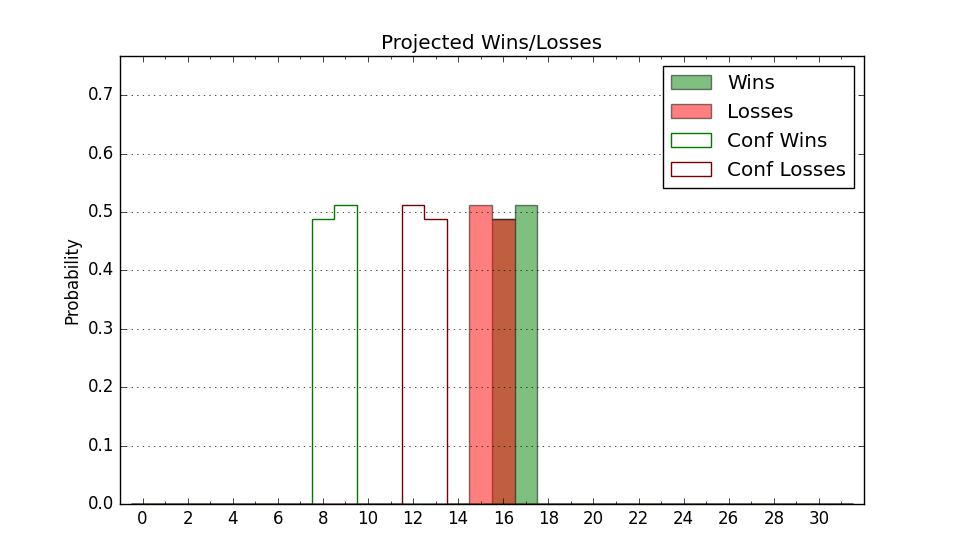 Projected Wins/Losses
Wins
Losses
Conf Wins
Conf Losses
Probability
0.7
0.6
0.5
0.4
0.3
0.2
0.1
0.0
0 2 4 6 8 10 12 14 16 18 20 22 24 26 28 30